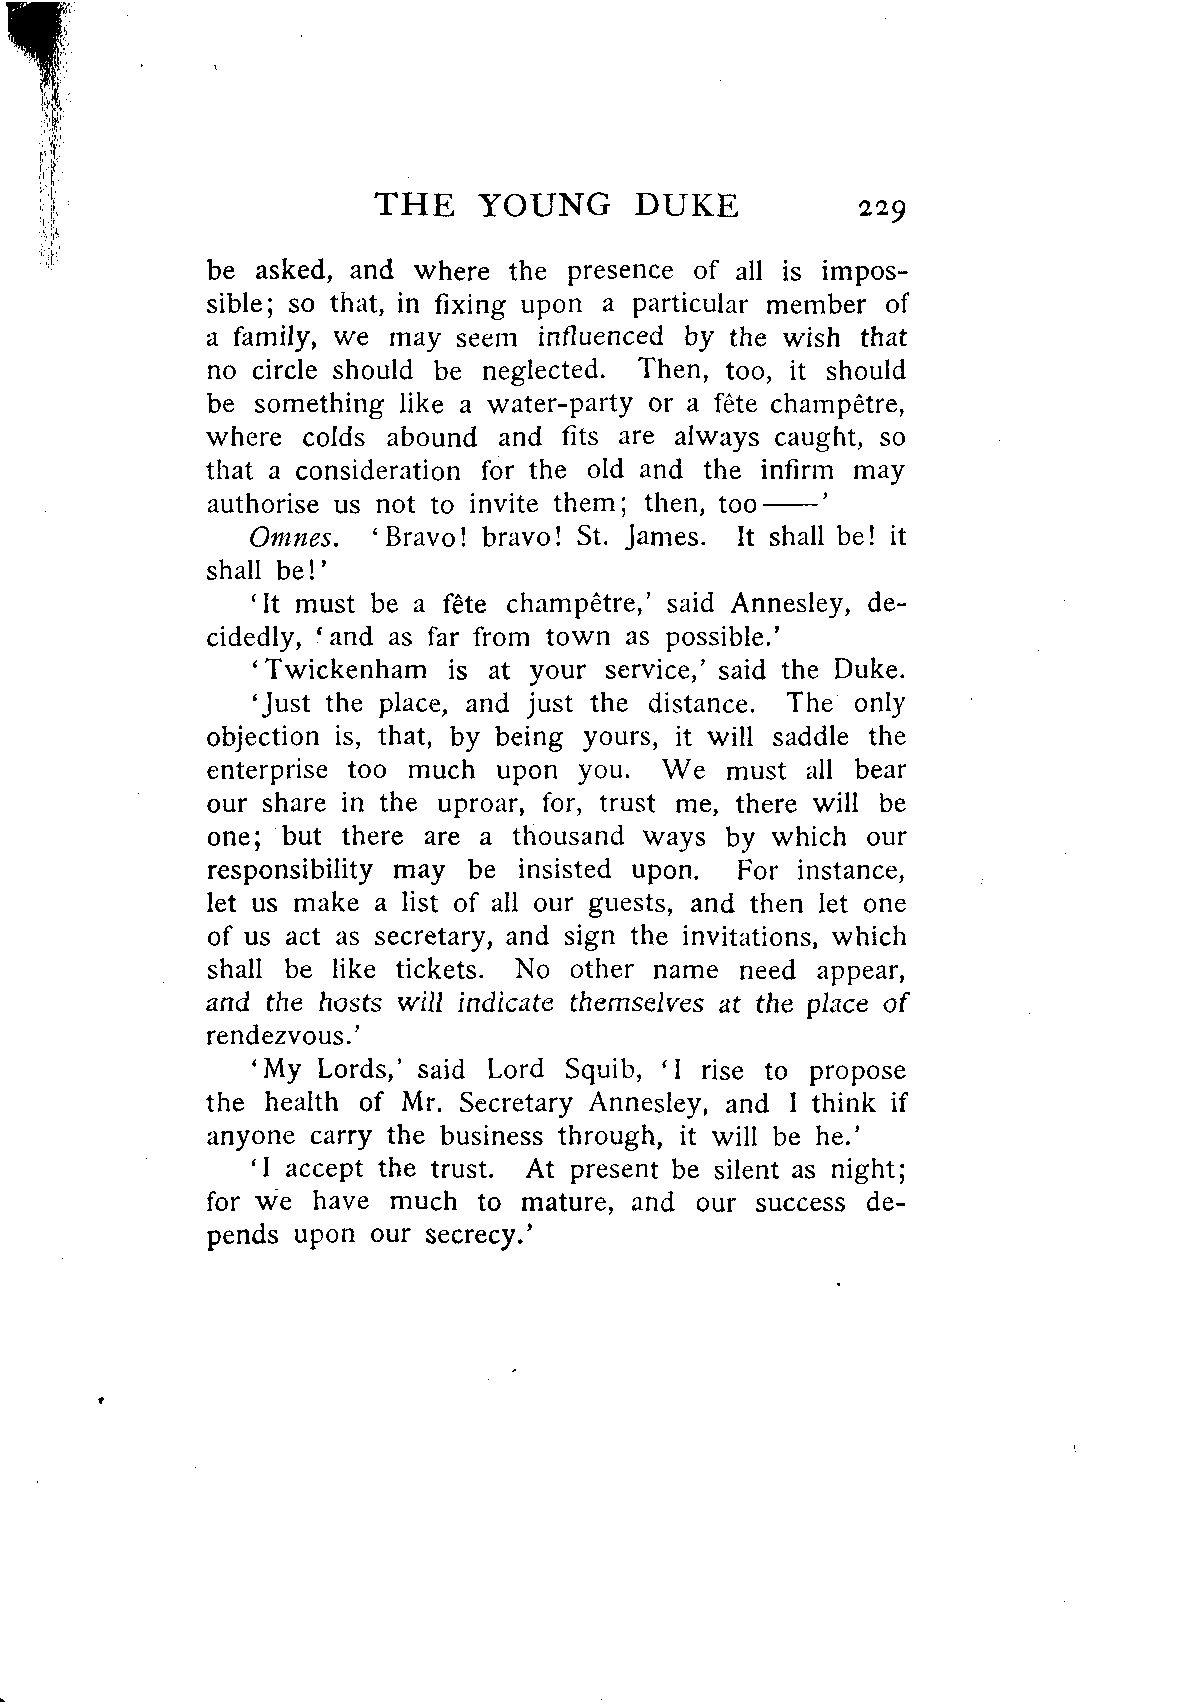 THE YOUNG DUKE 229
be asked, and where the presence of all is impos-
sible; so that, in fixing upon a particular member of
a family, we may seem influenced by the wish that
no circle should be neglected. Then, too, it should
be something like a water-party or a fête champêtre,
where colds abound and fits are always caught, so
that a consideration for the old and the infirm may
authorise us not to invite them; then, too——'
Omnes. 'Bravo! bravo! St. James. It shall be! it
shall be!'
'It must be a fête champêtre,' said Annesley, de-
cidedly, 'and as far from town as possible.'
'Twickenham is at your service,' said the Duke.
'Just the place, and just the distance. The only
objection is, that, by being yours, it will saddle the
enterprise too much upon you. We must all bear
our share in the uproar, for, trust me, there will be
one; but there are a thousand ways by which our
responsibility may be insisted upon. For instance,
let us make a list of all our guests, and then let one
of us act as secretary, and sign the invitations, which
shall be like tickets. No other name need appear,
and the hosts will indicate themselves at the place of
rendezvous.'
'My Lords,' said Lord Squib, 'I rise to propose
the health of Mr. Secretary Annesley, and I think if
anyone carry the business through, it will be he.'
'I accept the trust. At present be silent as night;
for we have much to mature, and our success de-
pends upon our secrecy.'